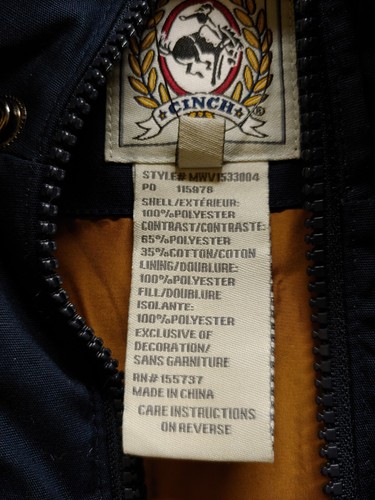 CINCH
®
STYLE# MWV1533004
PO 115978
SHELL/EXTÉRIEUR:
100%POLYESTER
CONTRAST/CONTRASTE:
65%POLYESTER
35%COTTON/COTON
LINING/DOUBLURE:
100%POLYESTER
FILL/DOUBLURE
ISOLANTE:
100%POLYESTER
EXCLUSIVE OF
DECORATION/
SANS GARNITURE
RN# 155737
MADE IN CHINA
CARE INSTRUCTIONS
ON REVERSE